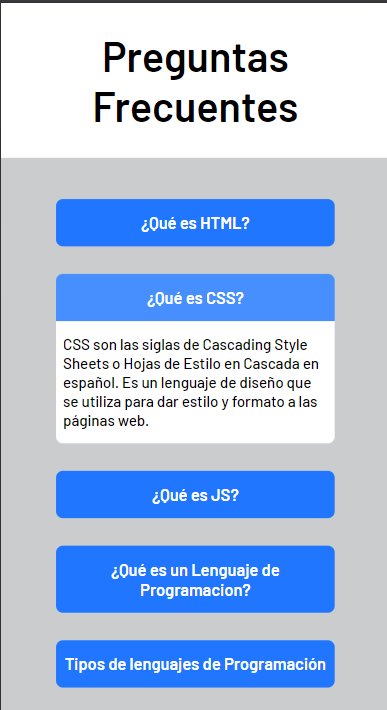 Preguntas
Frecuentes
¿Qué es HTML?
¿Qué es CSS?
CSS son las siglas de Cascading Style
Sheets o Hojas de Estilo en Cascada en
español. Es un lenguaje de diseño que
se utiliza para dar estilo y formato a las
páginas web.
¿Qué es JS?
¿Qué es un Lenguaje de
Programacion?
Tipos de lenguajes de Programación